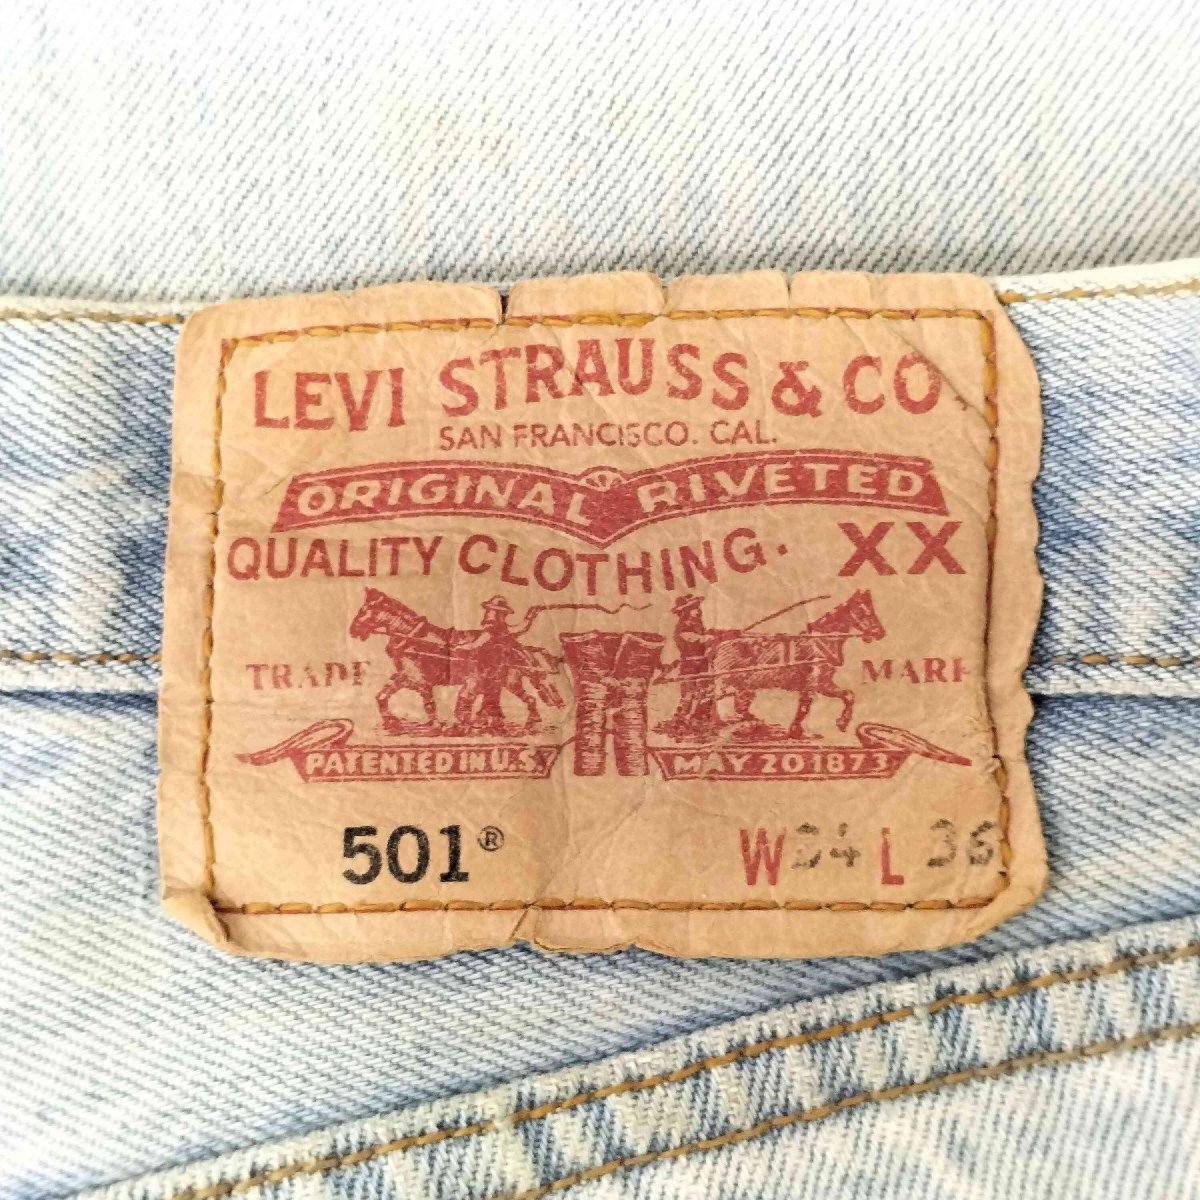 LEVI STRAUSS & CO
SAN FRANCISCO. CAL.
ORIGINAL RIVETED
QUALITY CLOTHING. XX
TRADE MARK
PATENTED IN U.S. MAY 20 1873
501® W34 L 36